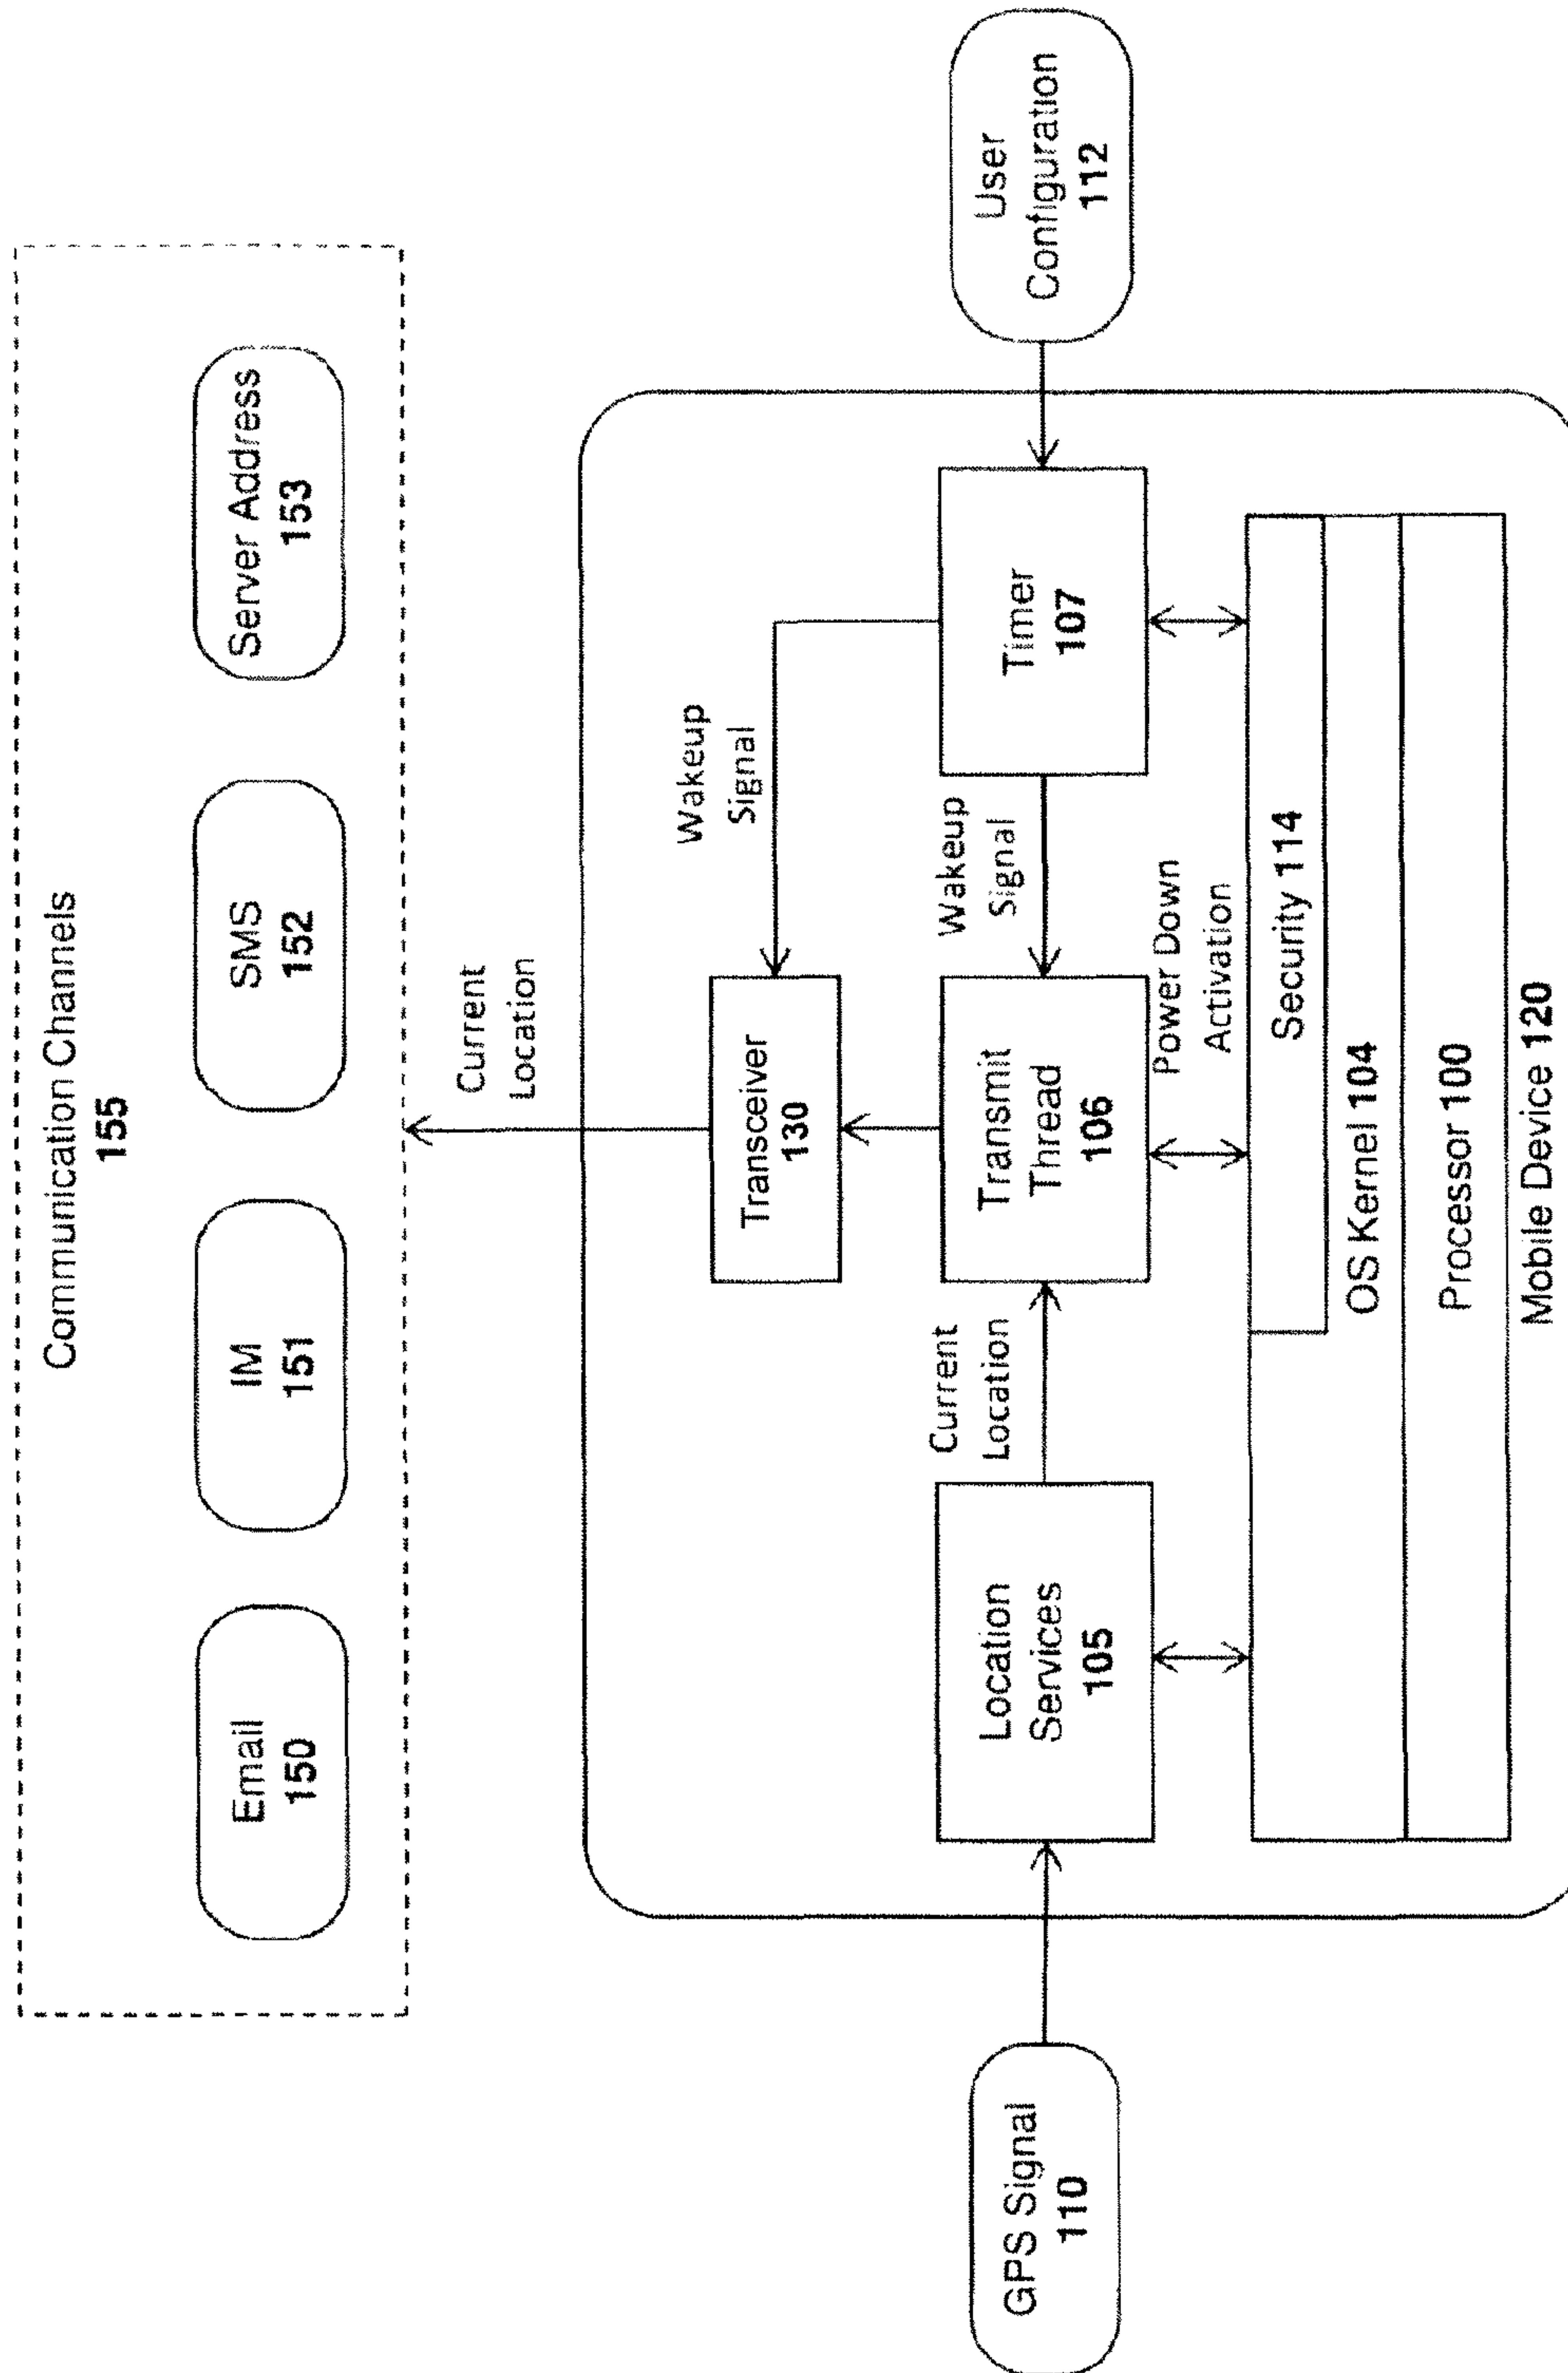 Communication Channels
155
Email
150
IM
151
SMS
152
Server Address
153
Current
Location
Wakeup
Signal
Transceiver
130
GPS Signal
110
Location
Services
105
Current
Location
Transmit
Thread
106
Wakeup
Signal
Timer
107
User
Configuration
112
Power Down
Activation
Security 114
OS Kernel 104
Processor 100
Mobile Device 120